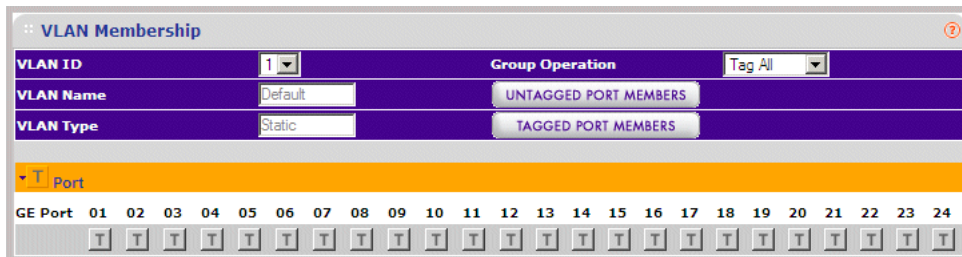 VLAN Membership ?
VLAN ID 1 Group Operation Tag All
VLAN Name Default UNTAGGED PORT MEMBERS
VLAN Type Static TAGGED PORT MEMBERS
T Port
GE Port 01 02 03 04 05 06 07 08 09 10 11 12 13 14 15 16 17 18 19 20 21 22 23 24
T T T T T T T T T T T T T T T T T T T T T T T T